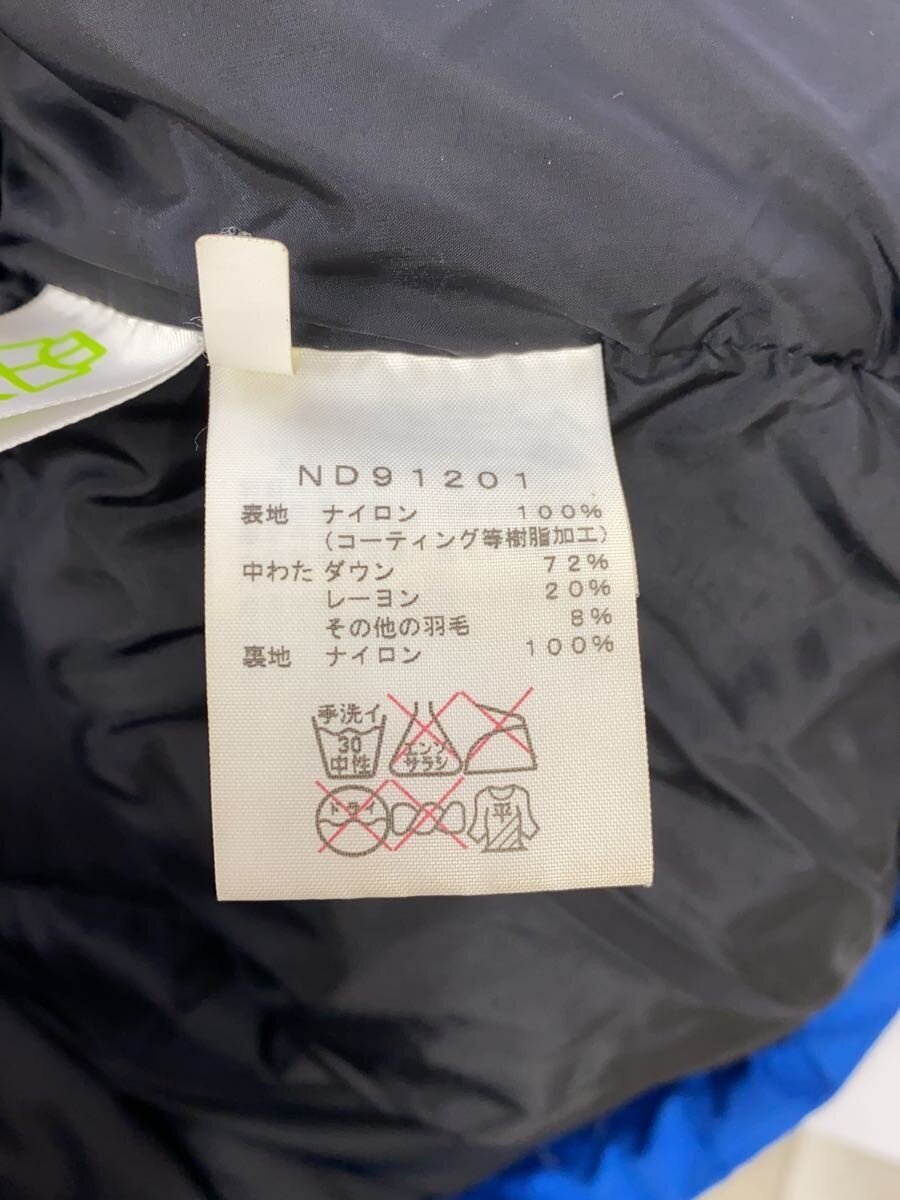 ND91201
表地 ナイロン 100%
(コーティング等樹脂加工)
中わた ダウン 72%
レーヨン 20%
その他の羽毛 8%
裏地 ナイロン 100%
手洗イ
30
中性
エンソ
サラシ
ドライ
平